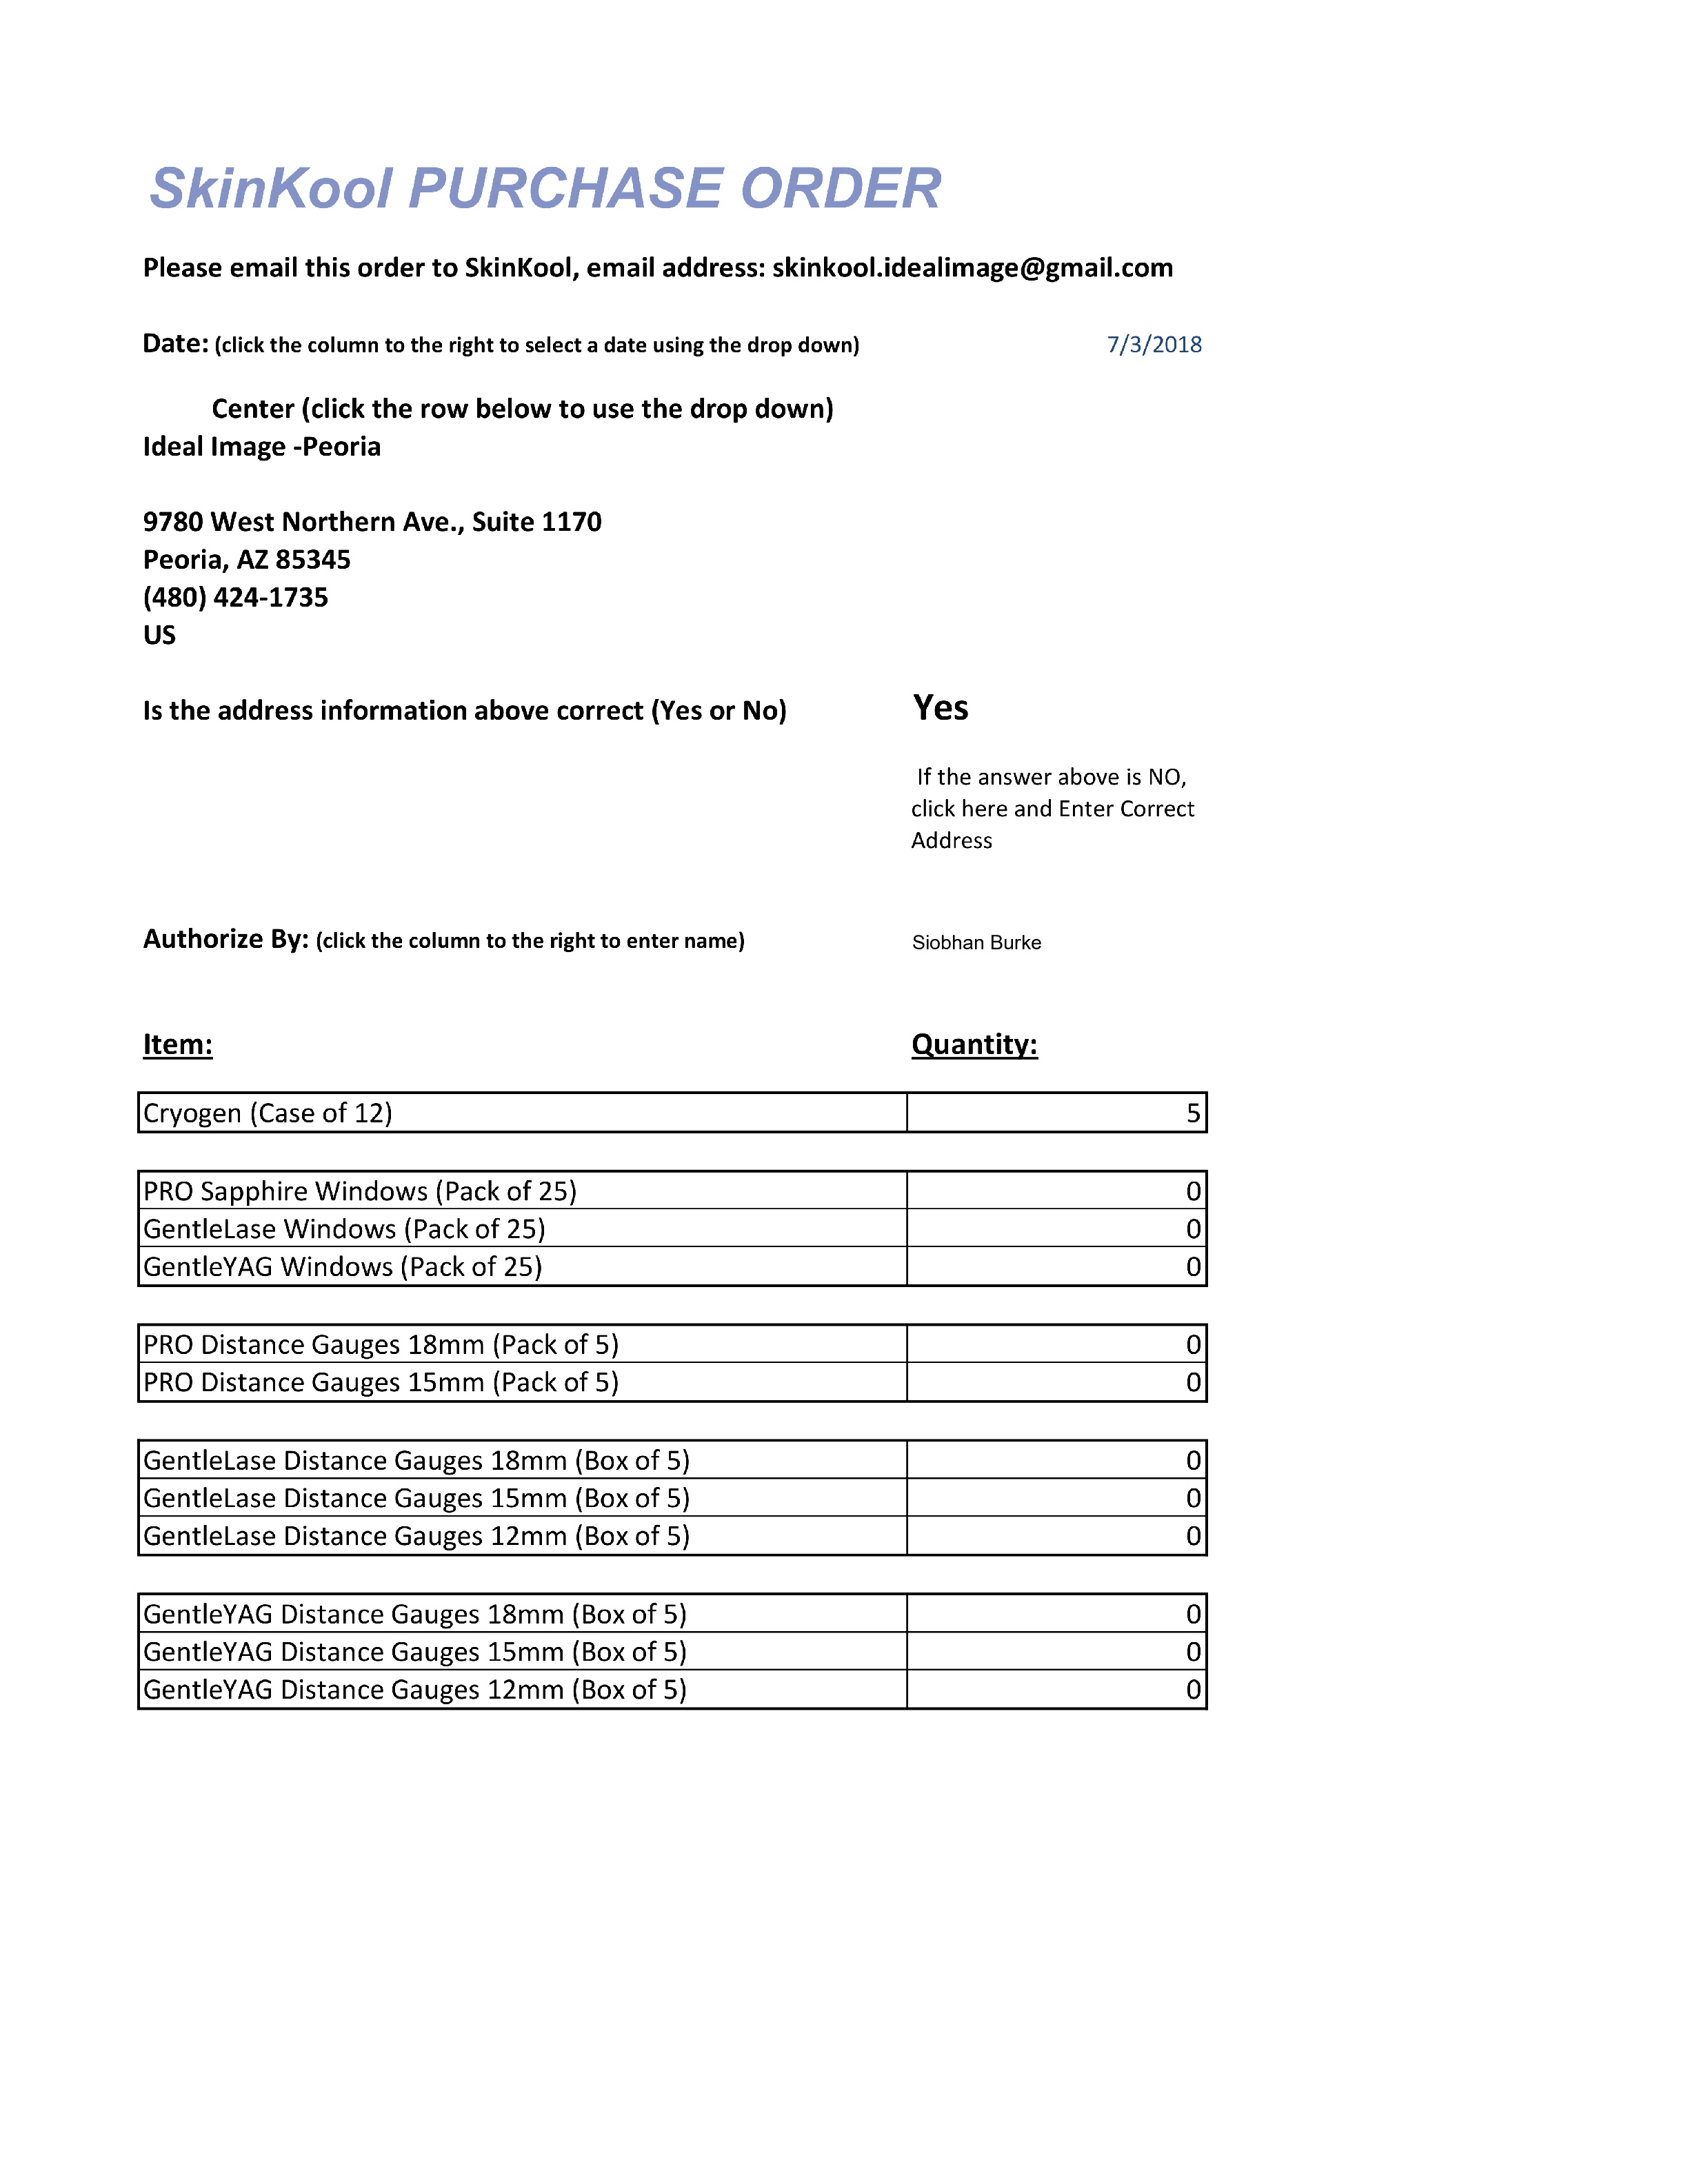 SkinKool PURCHASE ORDER
Please email this order to SkinKool, email address: skinkool.idealimage@gmail.com
Date: (click the column to the right to select a date using the drop down) 7/3/2018
Center (click the row below to use the drop down)
Ideal Image -Peoria
9780 West Northern Ave., Suite 1170
Peoria, AZ 85345
(480) 424-1735
US
Is the address information above correct (Yes or No) Yes
If the answer above is NO,
click here and Enter Correct
Address
Authorize By: (click the column to the right to enter name) Siobhan Burke
Item: Quantity:
Cryogen (Case of 12) 5
PRO Sapphire Windows (Pack of 25) 0
GentleLase Windows (Pack of 25) 0
GentleYAG Windows (Pack of 25) 0
PRO Distance Gauges 18mm (Pack of 5) 0
PRO Distance Gauges 15mm (Pack of 5) 0
GentleLase Distance Gauges 18mm (Box of 5) 0
GentleLase Distance Gauges 15mm (Box of 5) 0
GentleLase Distance Gauges 12mm (Box of 5) 0
GentleYAG Distance Gauges 18mm (Box of 5) 0
GentleYAG Distance Gauges 15mm (Box of 5) 0
GentleYAG Distance Gauges 12mm (Box of 5) 0